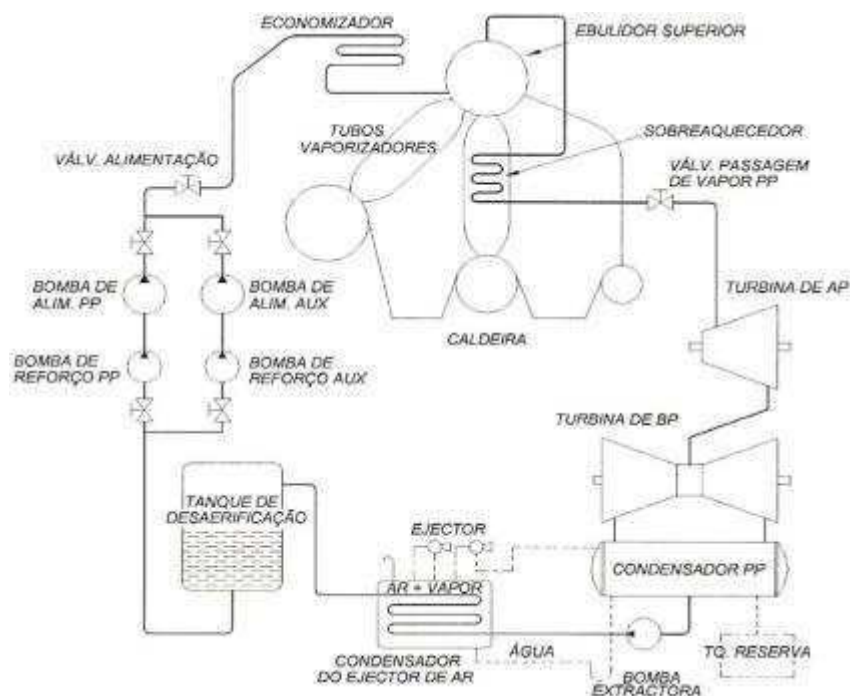 ECONOMIZADOR
EBULIDOR SUPERIOR
TUBOS
VAPORIZADORES
SOBREAQUECEDOR
VÁLV. ALIMENTAÇÃO
VÁLV. PASSAGEM
DE VAPOR PP
BOMBA DE
ALIM. PP
BOMBA DE
ALIM. AUX
TURBINA DE AP
CALDEIRA
BOMBA DE
REFORÇO PP
BOMBA DE
REFORÇO AUX
TURBINA DE BP
TANQUE DE
DESAERIFICAÇÃO
EJECTOR
CONDENSADOR PP
AR + VAPOR
ÁGUA
TQ. RESERVA
CONDENSADOR
DO EJECTOR DE AR
BOMBA
EXTRACTORA